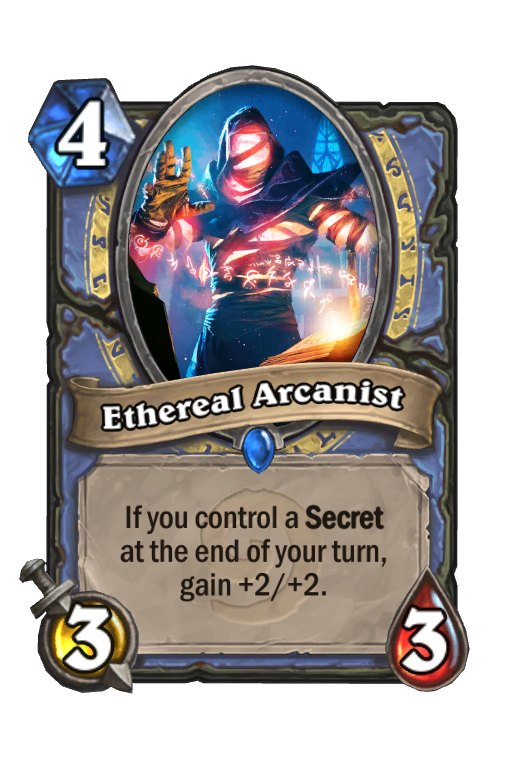 4
Ethereal Arcanist
If you control a Secret
at the end of your turn,
gain +2/+2.
3
3